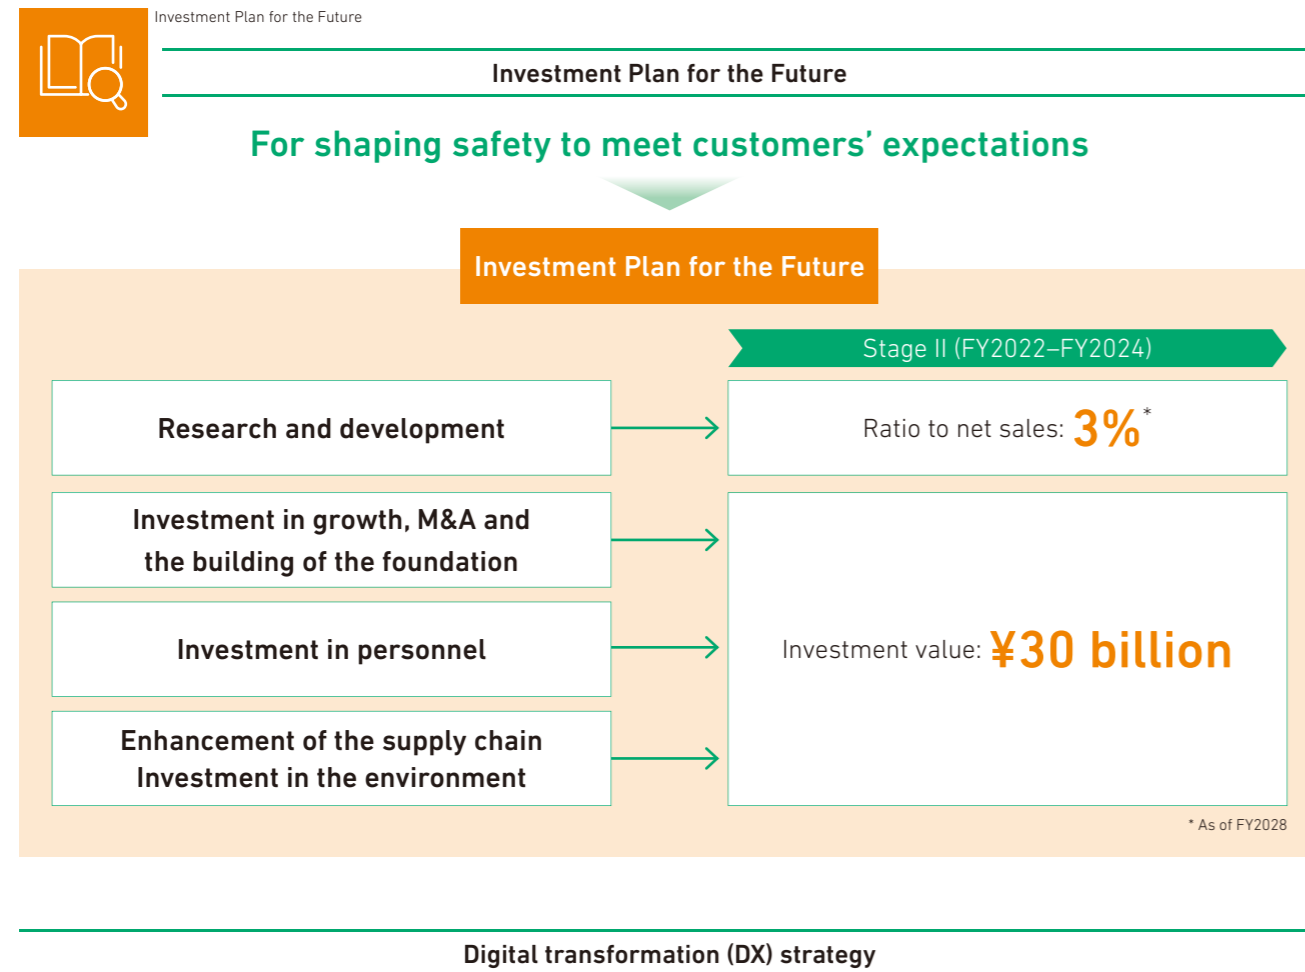 Investment Plan for the Future
Investment Plan for the Future
For shaping safety to meet customers’ expectations
Investment Plan for the Future
Stage II (FY2022–FY2024)
Research and development
Ratio to net sales: 3%*
Investment in growth, M&A and
the building of the foundation
Investment in personnel
Investment value: ¥30 billion
Enhancement of the supply chain
Investment in the environment
* As of FY2028
Digital transformation (DX) strategy